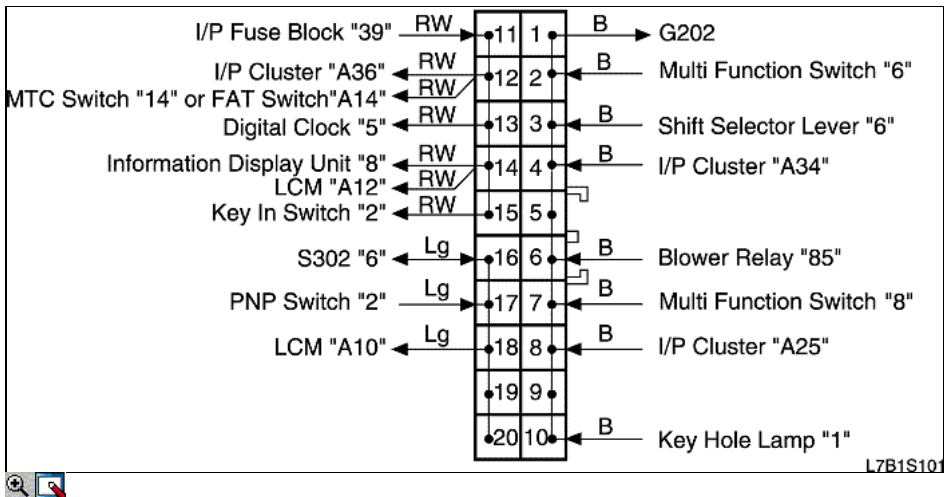 I/P Fuse Block "39" RW 11 1 B G202
I/P Cluster "A36" RW 12 2 B Multi Function Switch "6"
MTC Switch "14" or FAT Switch"A14" RW
Digital Clock "5" RW 13 3 B Shift Selector Lever "6"
Information Display Unit "8" RW 14 4 B I/P Cluster "A34"
LCM "A12" RW
Key In Switch "2" RW 15 5
S302 "6" Lg 16 6 B Blower Relay "85"
PNP Switch "2" Lg 17 7 B Multi Function Switch "8"
LCM "A10" Lg 18 8 B I/P Cluster "A25"
19 9
20 10 B Key Hole Lamp "1"
L7B1S101